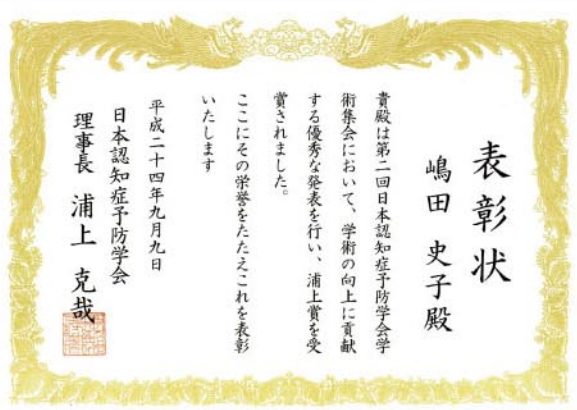 表彰状
嶋田 史子殿
貴殿は第二回日本認知症予防学会学
術集会において、学術の向上に貢献
する優秀な発表を行い、浦上賞を受
賞されました。
ここにその栄誉をたたえこれを表彰
いたします
平成二十四年九月九日
日本認知症予防学会
理事長 浦上 克哉